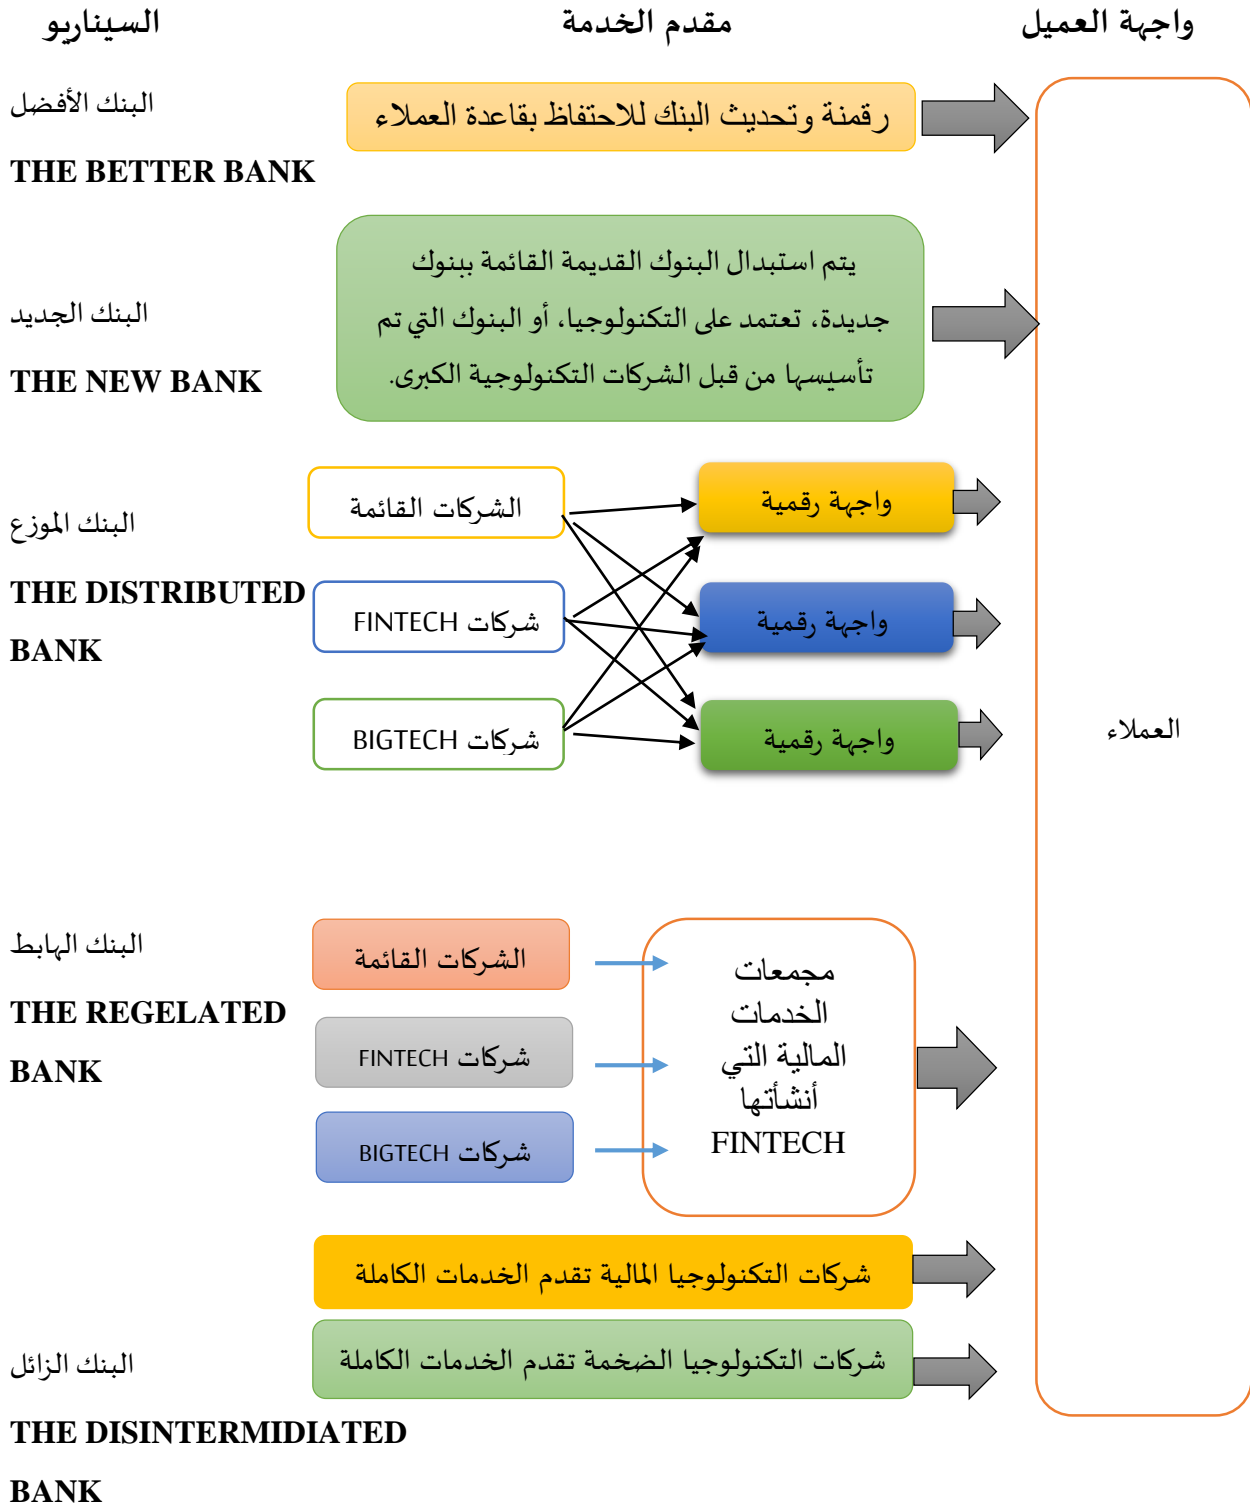 السيناريو
مقدم الخدمة
واجهة العميل
البنك الأفضل
THE BETTER BANK
رقمنة وتحديث البنك للاحتفاظ بقاعدة العملاء
البنك الجديد
THE NEW BANK
يتم استبدال البنوك القديمة القائمة ببنوك
جديدة، تعتمد على التكنولوجيا، أو البنوك التي تم
تأسيسها من قبل الشركات التكنولوجية الكبرى.
البنك الموزع
THE DISTRIBUTED
BANK
الشركات القائمة
شركات FINTECH
شركات BIGTECH
واجهة رقمية
واجهة رقمية
واجهة رقمية
العملاء
البنك الهابط
THE REGELATED
BANK
الشركات القائمة
شركات FINTECH
شركات BIGTECH
مجمعات
الخدمات
المالية التي
أنشأتها
FINTECH
البنك الزائل
THE DISINTERMIDIATED
BANK
شركات التكنولوجيا المالية تقدم الخدمات الكاملة
شركات التكنولوجيا الضخمة تقدم الخدمات الكاملة